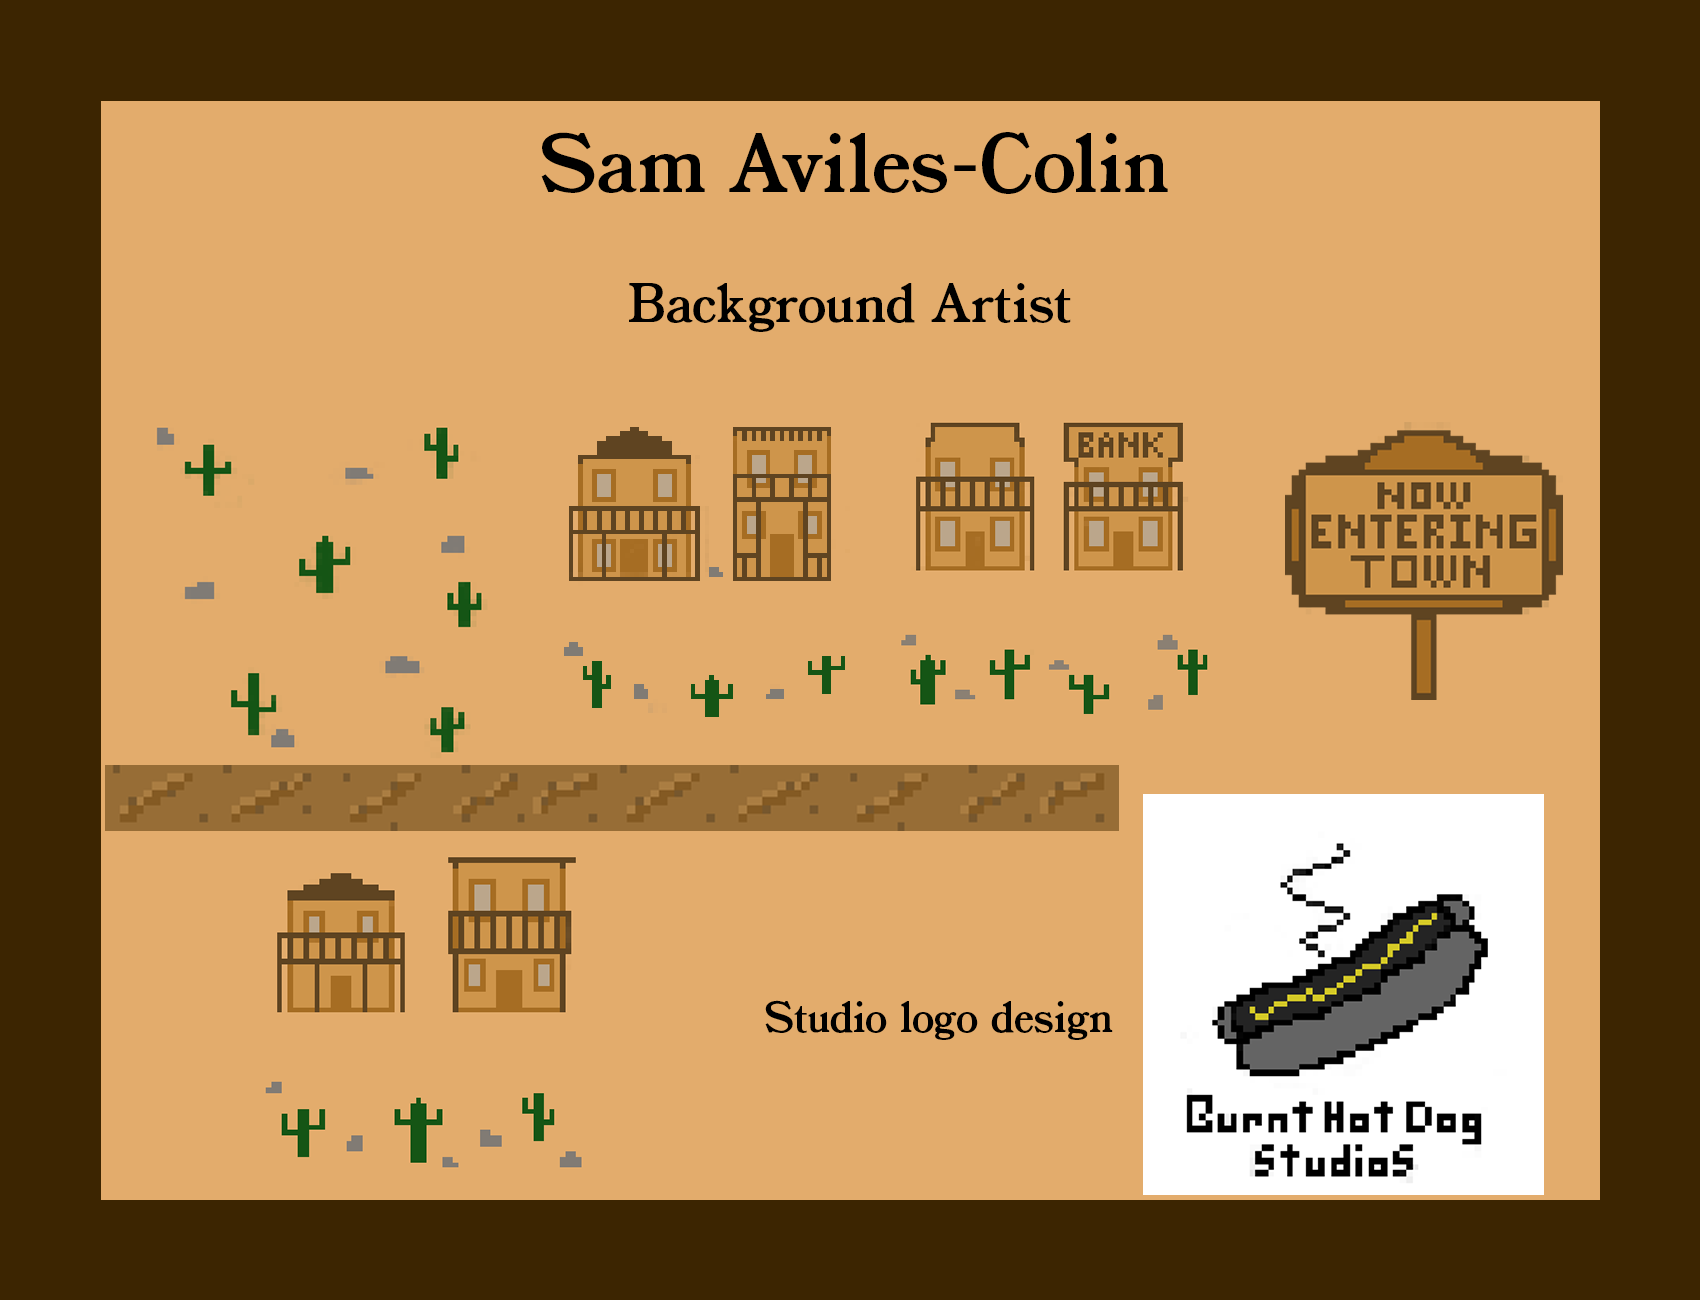 Sam Aviles-Colin
Background Artist
BANK
NOW
ENTERING
TOWN
Studio logo design
Burnt Hot Dog
Studios